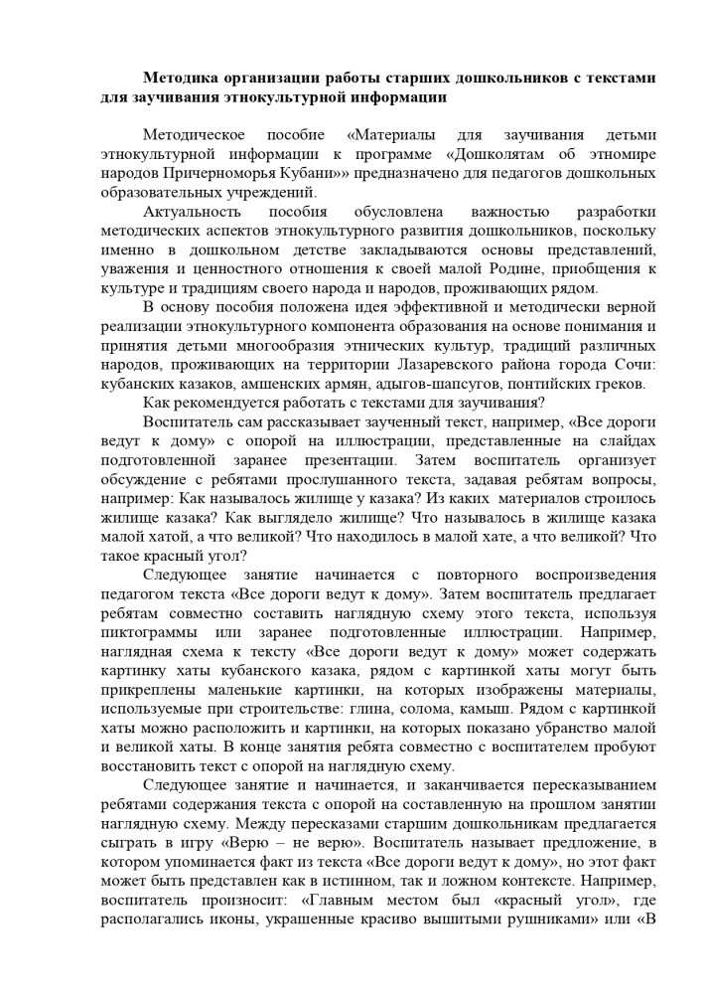 Методика организации работы старших дошкольников с текстами
для заучивания этнокультурной информации
Методическое пособие «Материалы для заучивания детьми
этнокультурной информации к программе «Дошколятам об этномире
народов Причерноморья Кубани»» предназначено для педагогов дошкольных
образовательных учреждений.
Актуальность пособия обусловлена важностью разработки
методических аспектов этнокультурного развития дошкольников, поскольку
именно в дошкольном детстве закладываются основы представлений,
уважения и ценностного отношения к своей малой Родине, приобщения к
культуре и традициям своего народа и народов, проживающих рядом.
В основу пособия положена идея эффективной и методически верной
реализации этнокультурного компонента образования на основе понимания и
принятия детьми многообразия этнических культур, традиций различных
народов, проживающих на территории Лазаревского района города Сочи:
кубанских казаков, амшенских армян, адыгов-шапсугов, понтийских греков.
Как рекомендуется работать с текстами для заучивания?
Воспитатель сам рассказывает заученный текст, например, «Все дороги
ведут к дому» с опорой на иллюстрации, представленные на слайдах
подготовленной заранее презентации. Затем воспитатель организует
обсуждение с ребятами прослушанного текста, задавая ребятам вопросы,
например: Как называлось жилище у казака? Из каких материалов строилось
жилище казака? Как выглядело жилище? Что называлось в жилище казака
малой хатой, а что великой? Что находилось в малой хате, а что великой? Что
такое красный угол?
Следующее занятие начинается с повторного воспроизведения
педагогом текста «Все дороги ведут к дому». Затем воспитатель предлагает
ребятам совместно составить наглядную схему этого текста, используя
пиктограммы или заранее подготовленные иллюстрации. Например,
наглядная схема к тексту «Все дороги ведут к дому» может содержать
картинку хаты кубанского казака, рядом с картинкой хаты могут быть
прикреплены маленькие картинки, на которых изображены материалы,
используемые при строительстве: глина, солома, камыш. Рядом с картинкой
хаты можно расположить и картинки, на которых показано убранство малой
и великой хаты. В конце занятия ребята совместно с воспитателем пробуют
восстановить текст с опорой на наглядную схему.
Следующее занятие и начинается, и заканчивается пересказыванием
ребятами содержания текста с опорой на составленную на прошлом занятии
наглядную схему. Между пересказами старшим дошкольникам предлагается
сыграть в игру «Верю – не верю». Воспитатель называет предложение, в
котором упоминается факт из текста «Все дороги ведут к дому», но этот факт
может быть представлен как в истинном, так и ложном контексте. Например,
воспитатель произносит: «Главным местом был «красный угол», где
располагались иконы, украшенные красиво вышитыми рушниками» или «В